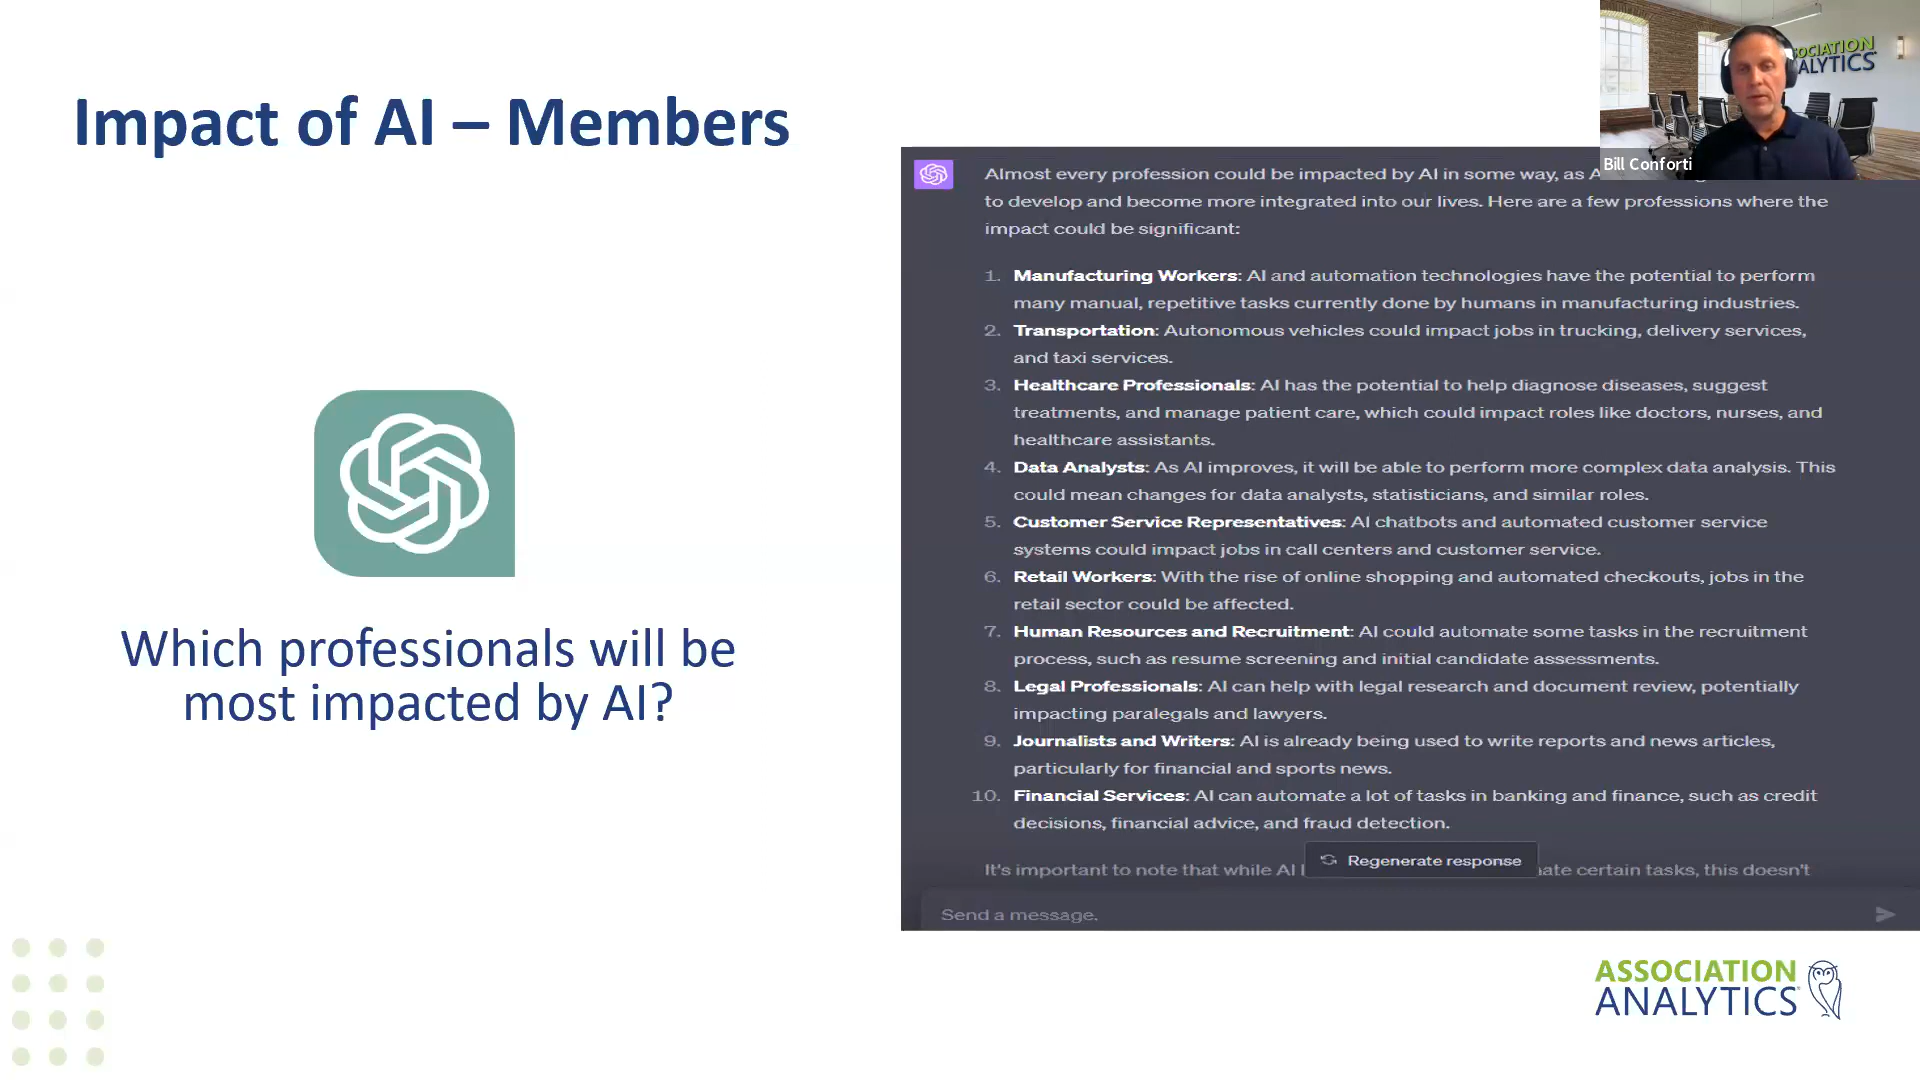 Impact of AI – Members
ASSOCIATION
ALYTICS
Bill Conforti
Almost every profession could be impacted by AI in some way, as
to develop and become more integrated into our lives. Here are a few professions where the
impact could be significant:
1. Manufacturing Workers: AI and automation technologies have the potential to perform
many manual, repetitive tasks currently done by humans in manufacturing industries.
2. Transportation: Autonomous vehicles could impact jobs in trucking, delivery services,
and taxi services.
3. Healthcare Professionals: AI has the potential to help diagnose diseases, suggest
treatments, and manage patient care, which could impact roles like doctors, nurses, and
healthcare assistants.
4. Data Analysts: As AI improves, it will be able to perform more complex data analysis. This
could mean changes for data analysts, statisticians, and similar roles.
5. Customer Service Representatives: AI chatbots and automated customer service
systems could impact jobs in call centers and customer service.
6. Retail Workers: With the rise of online shopping and automated checkouts, jobs in the
retail sector could be affected.
7. Human Resources and Recruitment: AI could automate some tasks in the recruitment
process, such as resume screening and initial candidate assessments.
8. Legal Professionals: AI can help with legal research and document review, potentially
impacting paralegals and lawyers.
9. Journalists and Writers: AI is already being used to write reports and news articles,
particularly for financial and sports news.
10. Financial Services: AI can automate a lot of tasks in banking and finance, such as credit
decisions, financial advice, and fraud detection.
It's important to note that while AI
Regenerate response
certain tasks, this doesn't
Send a message.
Which professionals will be
most impacted by AI?
ASSOCIATION
ANALYTICS